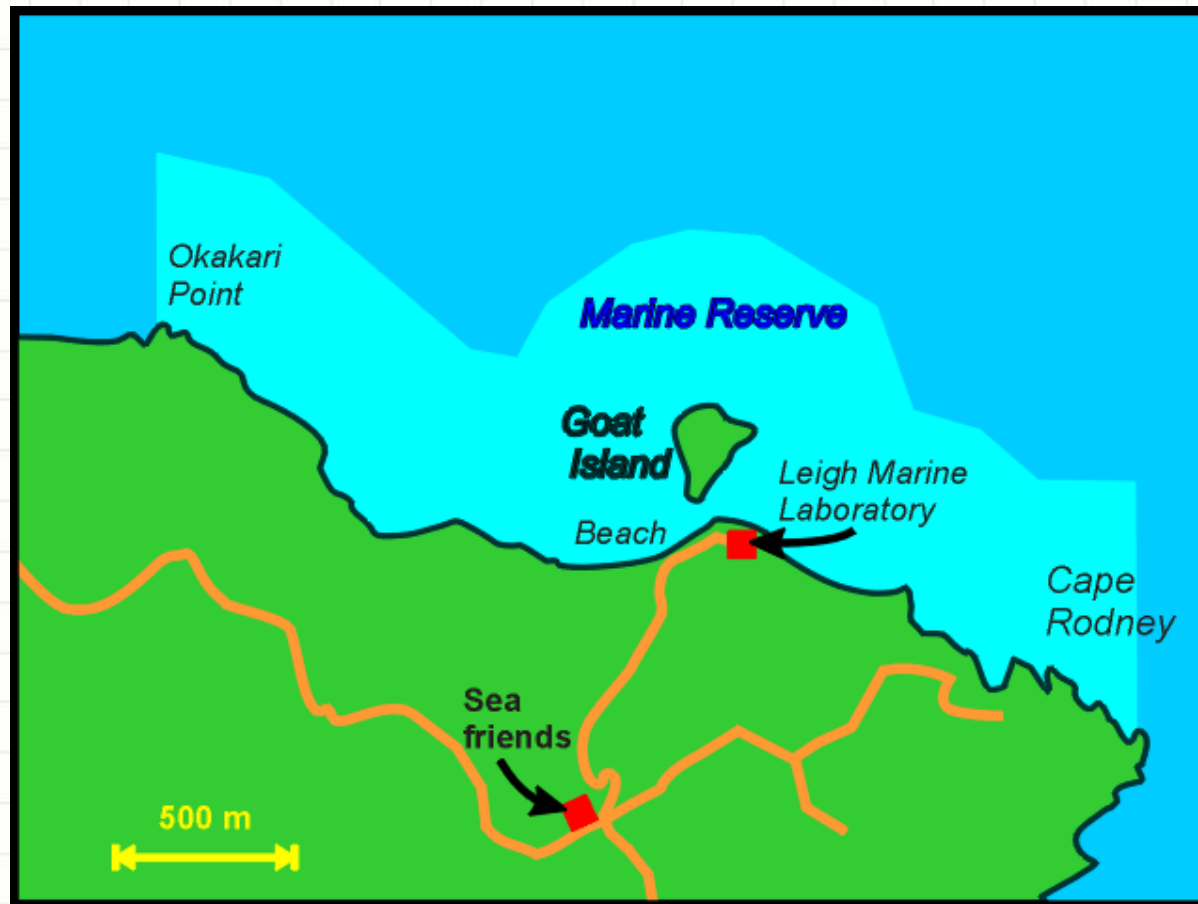 Okakari
Point
Marine Reserve
Goat
Island
Leigh Marine
Laboratory
Beach
Cape
Rodney
Sea
friends
500 m